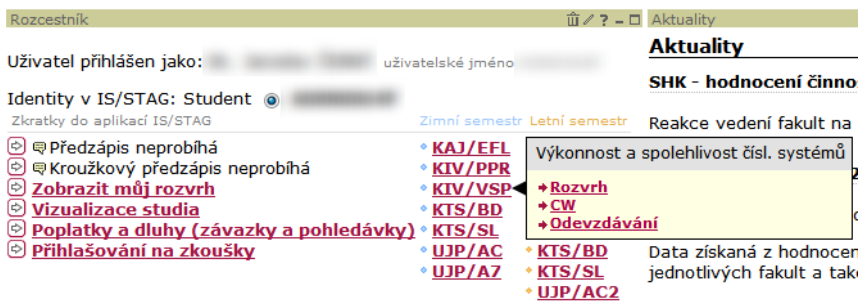 Rozcestník
Uživatel přihlášen jako:
uživatelské jméno
Identity v IS/STAG: Student
Zkratky do aplikací IS/STAG
Předzápis neprobíhá
Kroužkový předzápis neprobíhá
Zobrazit můj rozvrh
Vizualizace studia
Poplatky a dluhy (závazky a pohledávky)
Přihlašování na zkoušky
Zimní semestr
KAJ/EFL
KIV/PPR
KIV/VSP
KTS/BD
KTS/SL
UJP/AC
UJP/A7
Letní semestr
KTS/BD
KTS/SL
UJP/AC2
Výkonnost a spolehlivost čísl. systémů
Rozvrh
CW
Odevzdávání
Aktuality
Aktuality
SHK - hodnocení činno
Reakce vedení fakult na
Data získaná z hodnocen
jednotlivých fakult a také